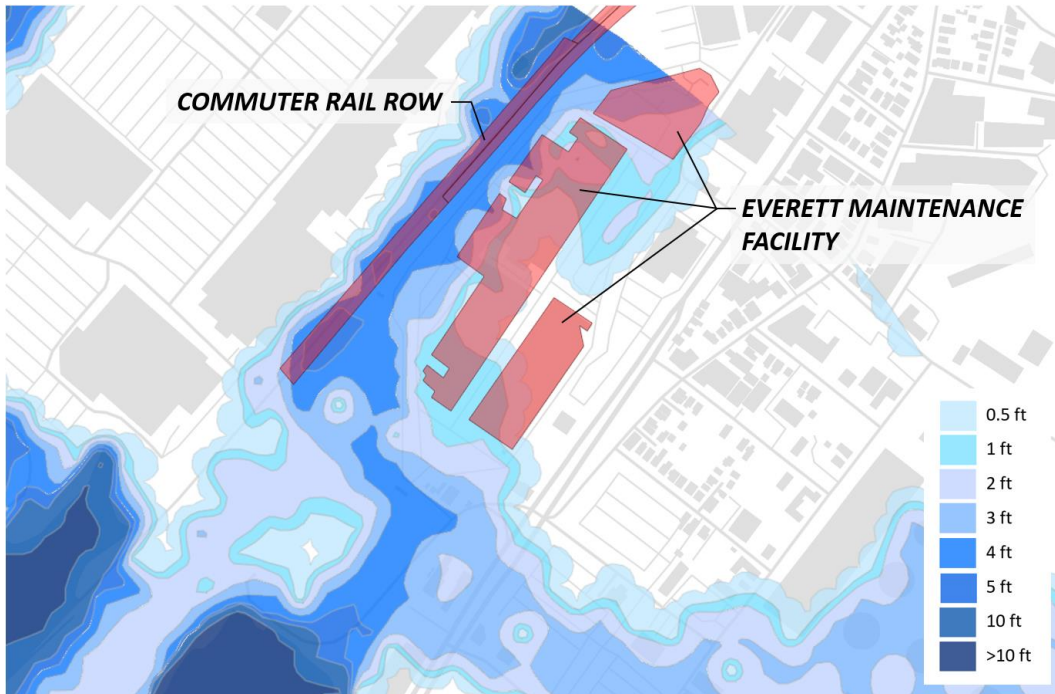 COMMUTER RAIL ROW
EVERETT MAINTENANCE
FACILITY
0.5 ft
1 ft
2 ft
3 ft
4 ft
5 ft
10 ft
>10 ft